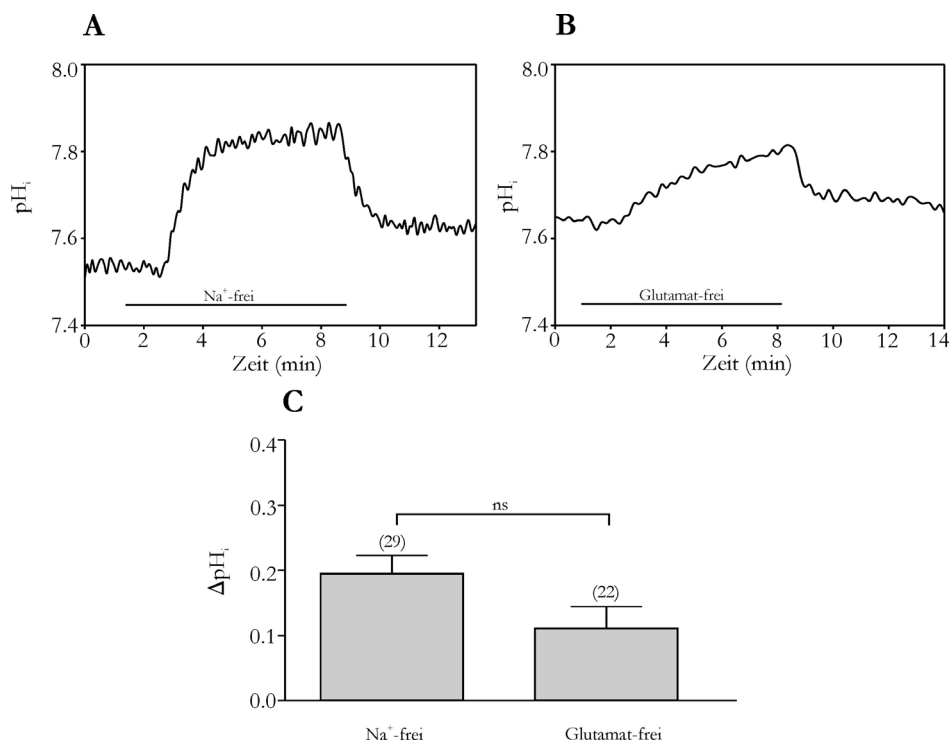 A
8.0
7.8
7.6
7.4
pHi
Na+-frei
0 2 4 6 8 10 12
Zeit (min)
B
8.0
7.8
7.6
7.4
pHi
Glutamat-frei
0 2 4 6 8 10 12 14
Zeit (min)
C
0.4
0.3
0.2
0.1
0.0
ΔpHi
ns
(29)
(22)
Na+-frei
Glutamat-frei